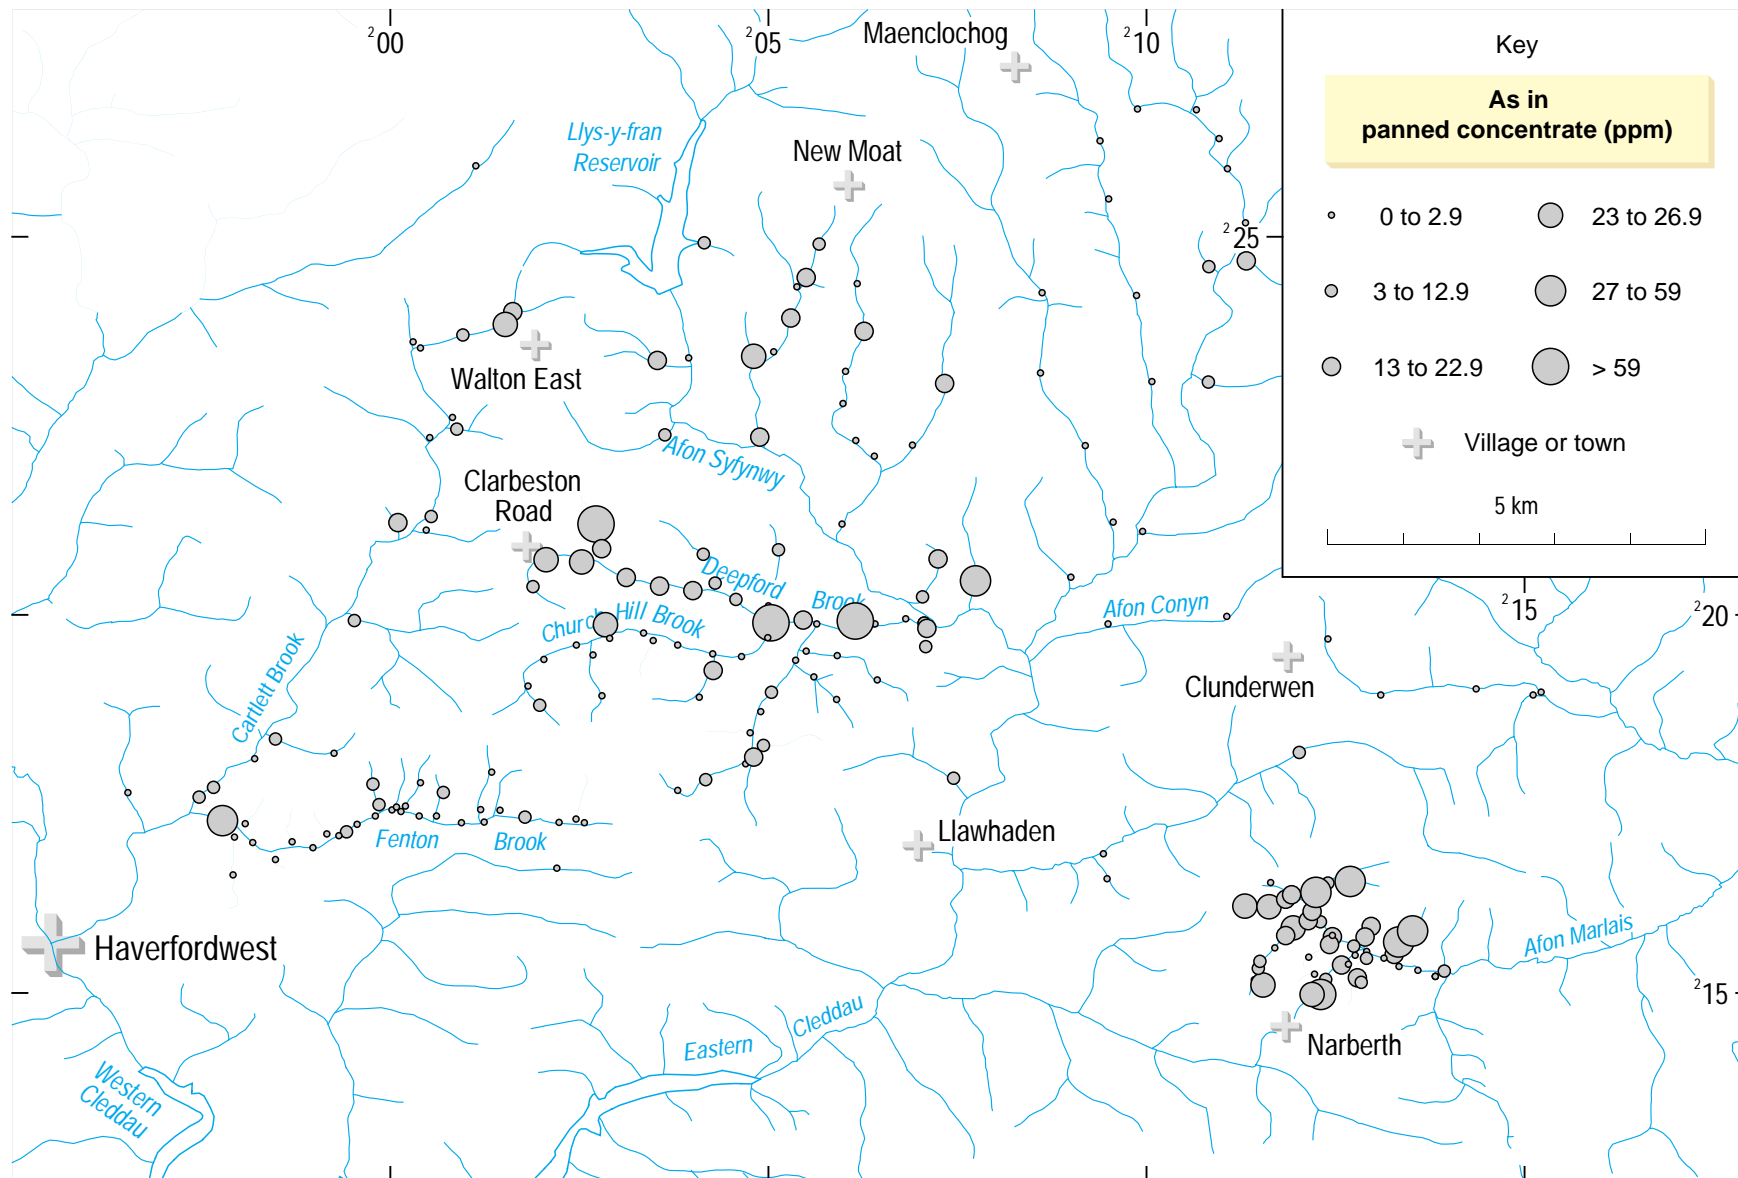 ²00
²05
²10
Maenclochog
Llys-y-fran
Reservoir
New Moat
Key
As in
panned concentrate (ppm)
0 to 2.9
23 to 26.9
3 to 12.9
27 to 59
13 to 22.9
> 59
Village or town
5 km
²25
Walton East
Afon Syfynwy
Clarbeston
Road
Deepford Brook
Church Hill Brook
Afon Conyn
²15
²20
Cartlett Brook
Clunderwen
Fenton Brook
Llawhaden
Haverfordwest
Afon Marlais
²15
Eastern Cleddau
Narberth
Western
Cleddau